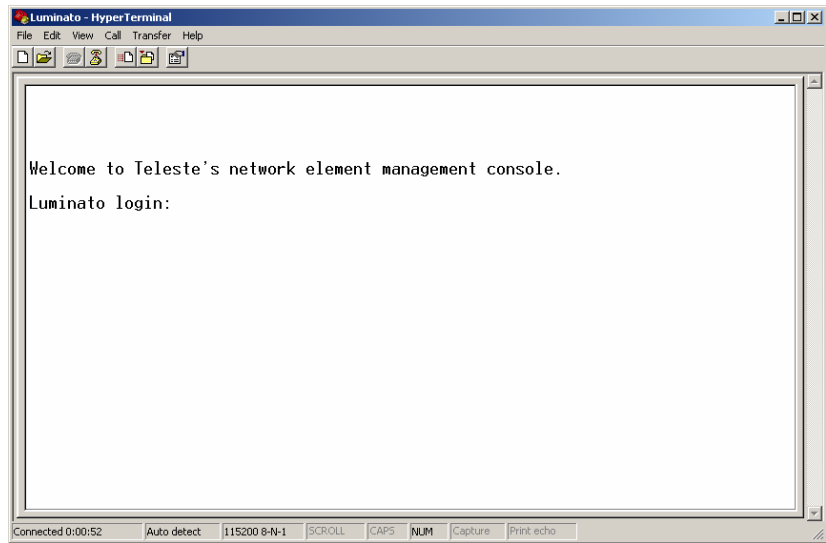 Luminato - HyperTerminal
File Edit View Call Transfer Help
Welcome to Teleste's network element management console.
Luminato login:
Connected 0:00:52 Auto detect 115200 8-N-1 SCROLL CAPS NUM Capture Print echo